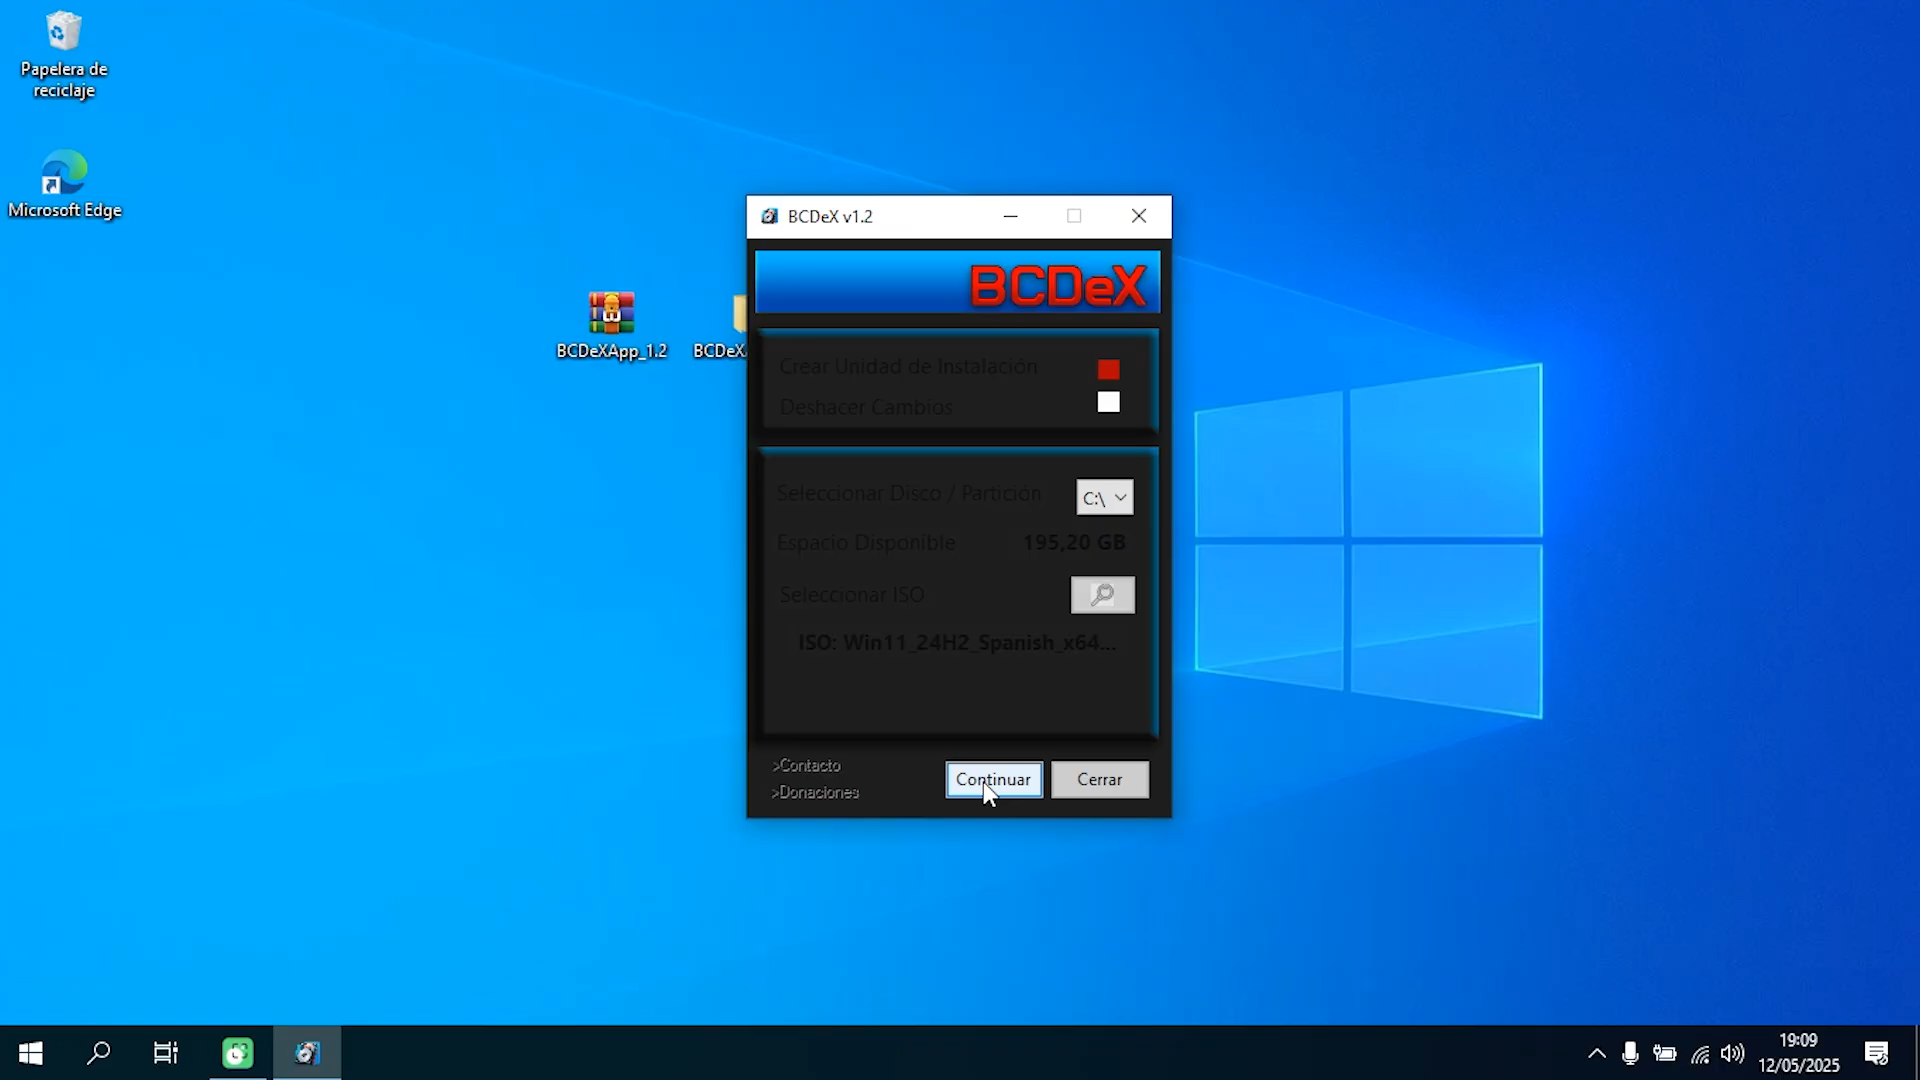 Papelera de
reciclaje
Microsoft Edge
BCDeXApp_1.2
BCDeX
BCDeX v1.2
BCDeX
Crear Unidad de Instalación
Deshacer Cambios
Seleccionar Disco / Partición
C:\
Espacio Disponible
195,20 GB
Seleccionar ISO
ISO: Win11_24H2_Spanish_x64...
>Contacto
>Donaciones
Continuar
Cerrar
19:09
12/05/2025